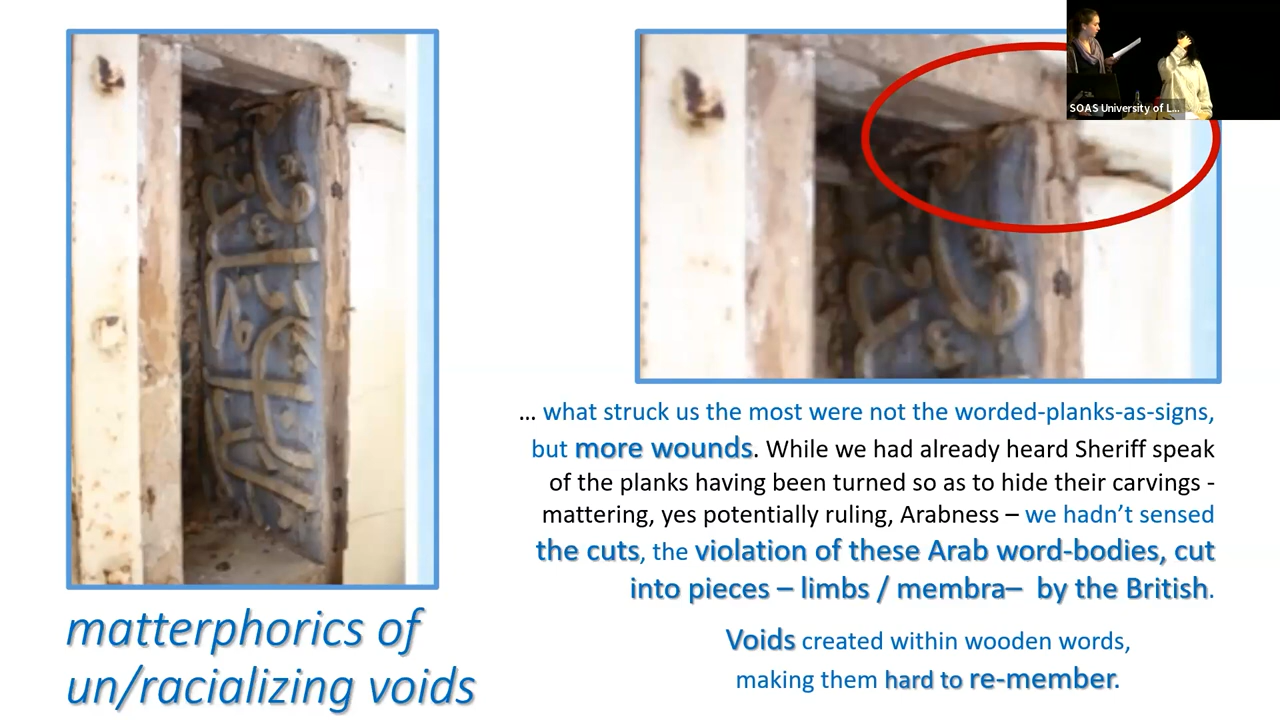 SOAS University of L...
... what struck us the most were not the worded-planks-as-signs,
but more wounds. While we had already heard Sheriff speak
of the planks having been turned so as to hide their carvings -
mattering, yes potentially ruling, Arabness – we hadn't sensed
the cuts, the violation of these Arab word-bodies, cut
into pieces – limbs / membra– by the British.
Voids created within wooden words,
making them hard to re-member.
matterphorics of
un/racializing voids